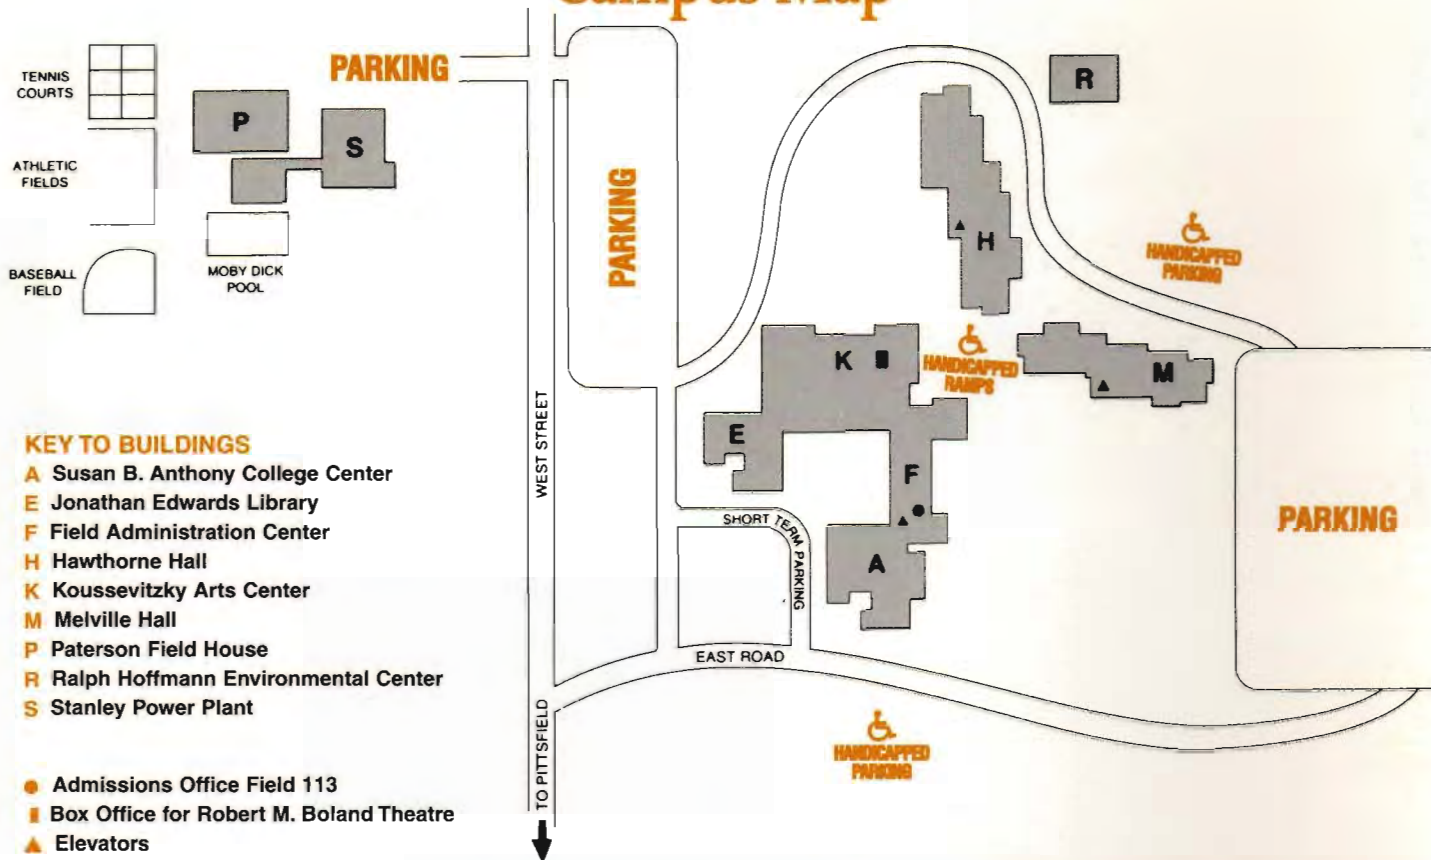 Campus Map
TENNIS
COURTS
PARKING
P
S
R
ATHLETIC
FIELDS
PARKING
H
HANDICAPPED
PARKING
BASEBALL
FIELD
MOBY DICK
POOL
K
HANDICAPPED
RAMPS
M
E
WEST STREET
F
KEY TO BUILDINGS
A Susan B. Anthony College Center
E Jonathan Edwards Library
F Field Administration Center
H Hawthorne Hall
K Koussevitzky Arts Center
M Melville Hall
P Paterson Field House
R Ralph Hoffmann Environmental Center
S Stanley Power Plant
SHORT TERM PARKING
PARKING
A
EAST ROAD
TO PITTSFIELD
HANDICAPPED
PARKING
● Admissions Office Field 113
▮ Box Office for Robert M. Boland Theatre
▲ Elevators